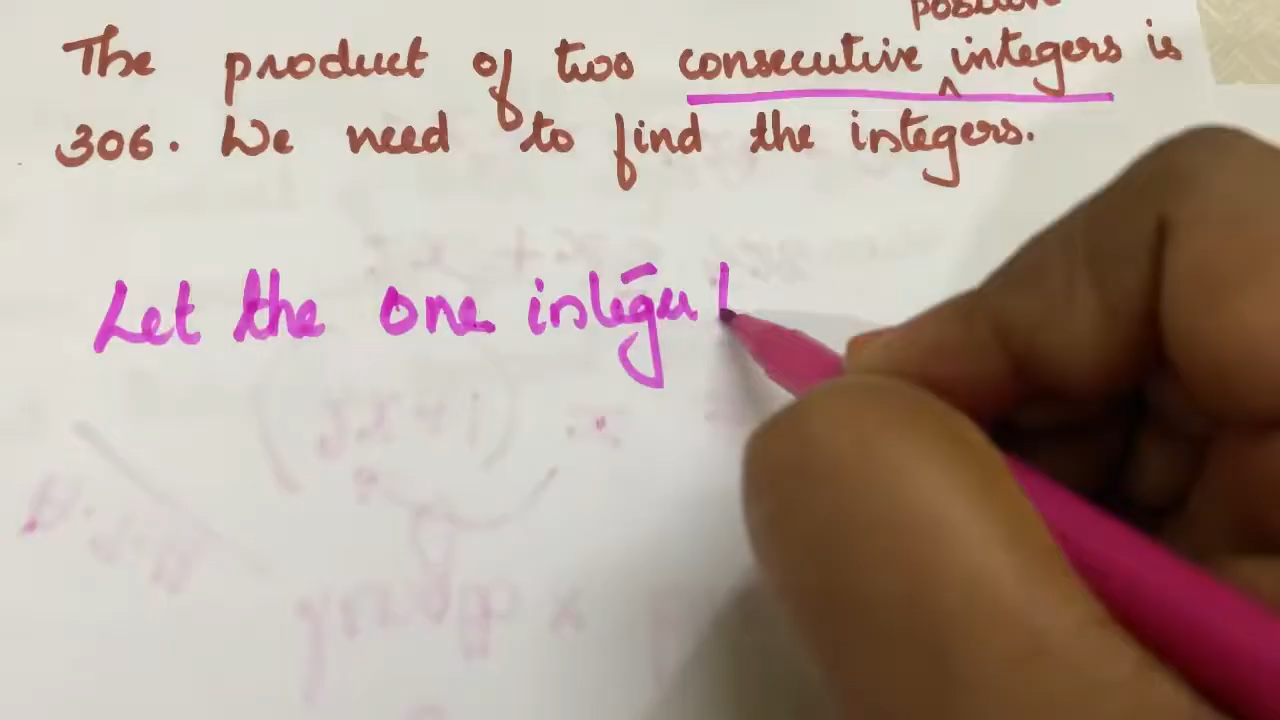 positive
The product of two consecutive ^ integers is
306. We need to find the integers.
Let the one integer